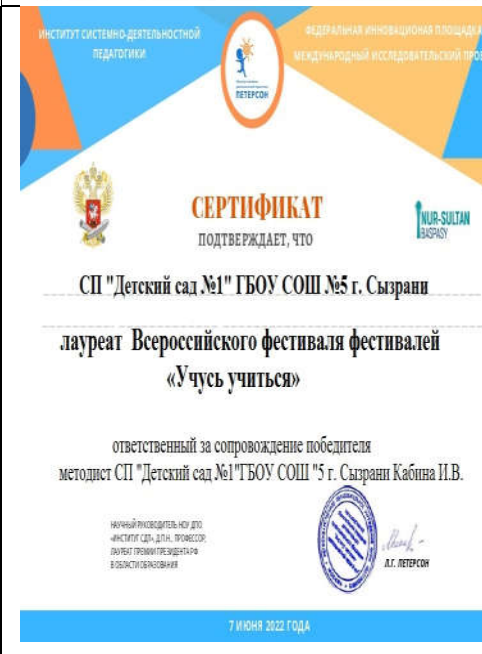 ИНСТИТУТ СИСТЕМНО-ДЕЯТЕЛЬНОСТНОЙ
ПЕДАГОГИКИ
ФЕДЕРАЛЬНАЯ ИННОВАЦИОННАЯ ПЛОЩАДКА
МЕЖДУНАРОДНЫЙ ИССЛЕДОВАТЕЛЬСКИЙ ПРО
ПЕТЕРСОН
СЕРТИФИКАТ
ПОДТВЕРЖДАЕТ, ЧТО
NUR-SULTAN
BASPASY
СП "Детский сад №1" ГБОУ СОШ №5 г. Сызрани
лауреат Всероссийского фестиваля фестивалей
«Учусь учиться»
ответственный за сопровождение победителя
методист СП "Детский сад №1"ГБОУ СОШ "5 г. Сызрани Кабина И.В.
НАУЧНЫЙ РУКОВОДИТЕЛЬ НОУ ДПО
«ИНСТИТУТ СДП», Д.П.Н., ПРОФЕССОР,
ЛАУРЕАТ ПРЕМИИ ПРЕЗИДЕНТА РФ
В ОБЛАСТИ ОБРАЗОВАНИЯ
Л.Г. ПЕТЕРСОН
7 ИЮНЯ 2022 ГОДА